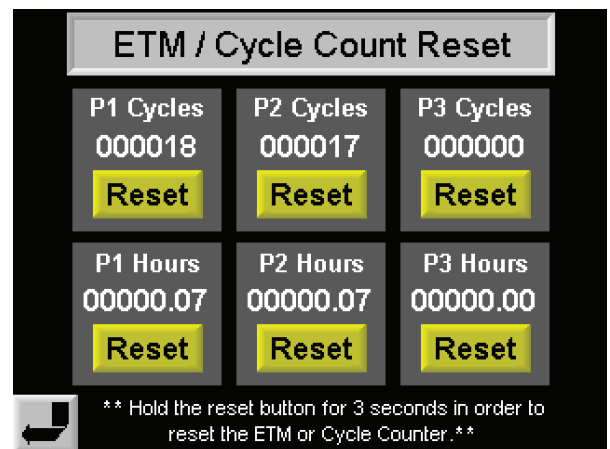 ETM / Cycle Count Reset
P1 Cycles
000018
Reset
P2 Cycles
000017
Reset
P3 Cycles
000000
Reset
P1 Hours
00000.07
Reset
P2 Hours
00000.07
Reset
P3 Hours
00000.00
Reset
** Hold the reset button for 3 seconds in order to
reset the ETM or Cycle Counter.**